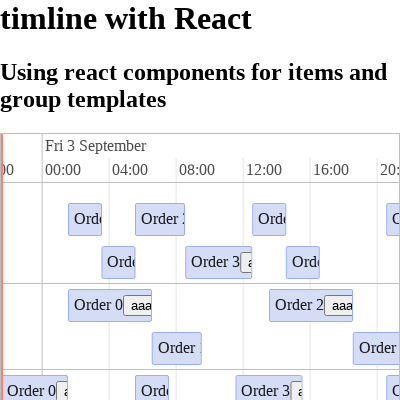 timline with React
Using react components for items and
group templates
Fri 3 September
00 00:00 04:00 08:00 12:00 16:00 20:
Orde Order 2 Orde O
Orde Order 3 a Orde
Order 0 aaa Order 2 aaa
Order Order
Order 0 a Orde Order 3 a O